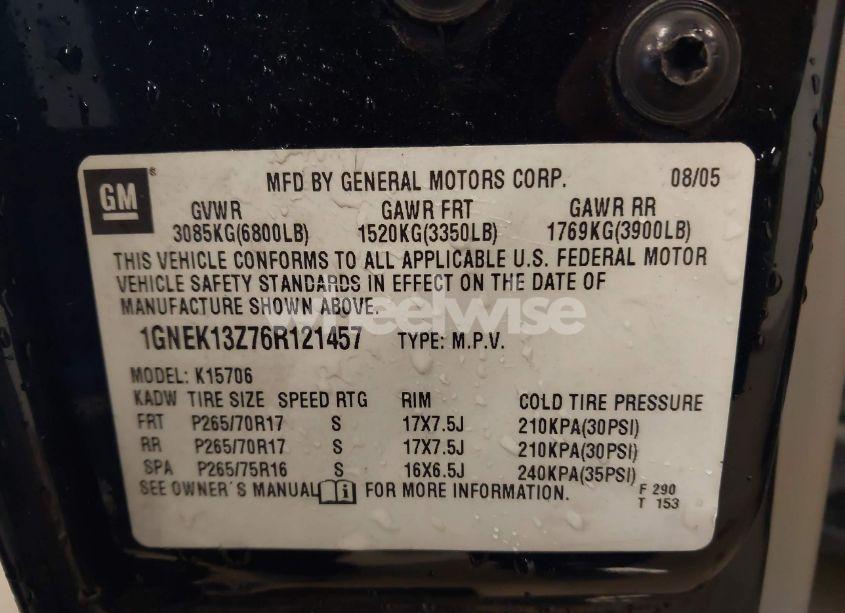 GM
MFD BY GENERAL MOTORS CORP. 08/05
GVWR GAWR FRT GAWR RR
3085KG(6800LB) 1520KG(3350LB) 1769KG(3900LB)
THIS VEHICLE CONFORMS TO ALL APPLICABLE U.S. FEDERAL MOTOR
VEHICLE SAFETY STANDARDS IN EFFECT ON THE DATE OF
MANUFACTURE SHOWN ABOVE.
wheelwise
1GNEK13Z76R121457 TYPE: M.P.V.
MODEL: K15706
KADW TIRE SIZE SPEED RTG RIM COLD TIRE PRESSURE
FRT P265/70R17 S 17X7.5J 210KPA(30PSI)
RR P265/70R17 S 17X7.5J 210KPA(30PSI)
SPA P265/75R16 S 16X6.5J 240KPA(35PSI)
SEE OWNER'S MANUAL FOR MORE INFORMATION. F 290
T 153